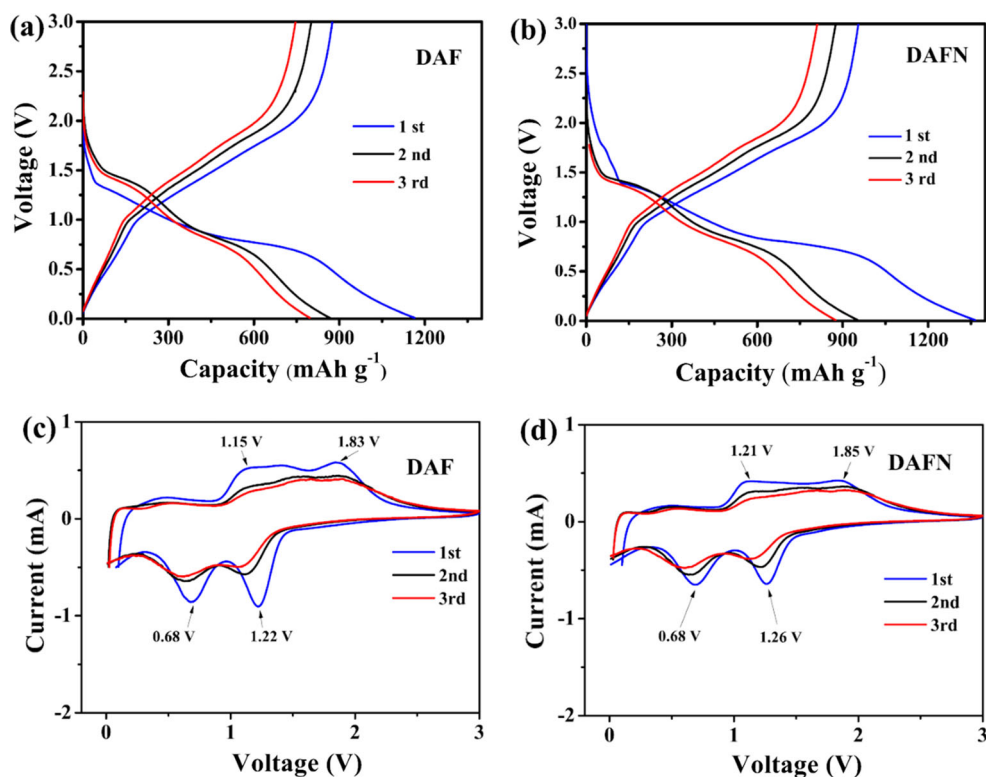 (a)
DAF
3.0
2.5
2.0
1.5
1.0
0.5
0.0
Voltage (V)
1 st
2 nd
3 rd
0 300 600 900 1200
Capacity (mAh g-1)
(b)
DAFN
3.0
2.5
2.0
1.5
1.0
0.5
0.0
Voltage (V)
1 st
2 nd
3 rd
0 300 600 900 1200
Capacity (mAh g-1)
(c)
DAF
1
0
-1
-2
Current (mA)
1.15 V 1.83 V
1st
2nd
3rd
0.68 V 1.22 V
0 1 2 3
Voltage (V)
(d)
DAFN
1
0
-1
-2
Current (mA)
1.21 V 1.85 V
1st
2nd
3rd
0.68 V 1.26 V
0 1 2 3
Voltage (V)